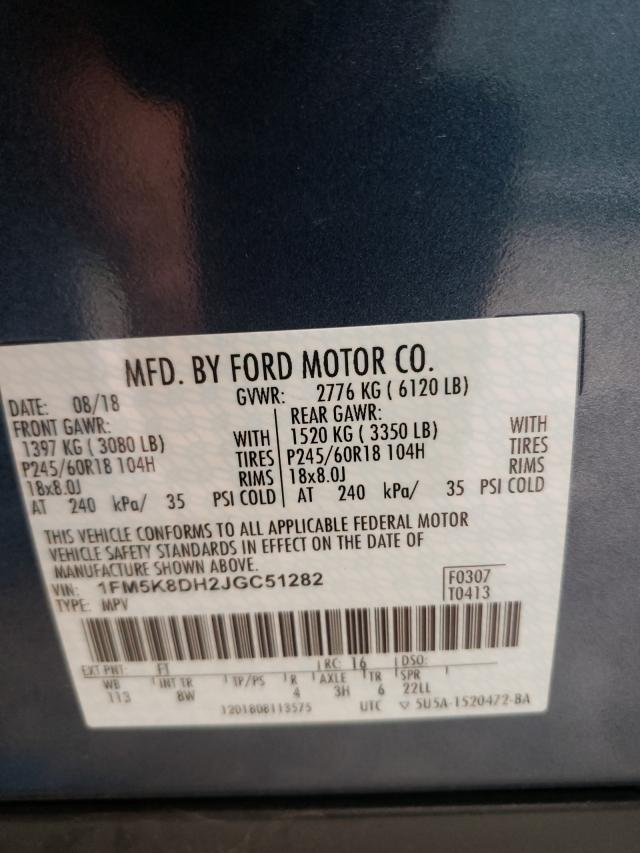 MFD. BY FORD MOTOR CO.
DATE: 08/18 GVWR: 2776 KG ( 6120 LB)
FRONT GAWR: REAR GAWR:
1397 KG ( 3080 LB) WITH 1520 KG ( 3350 LB) WITH
P245/60R18 104H TIRES P245/60R18 104H TIRES
18x8.0J RIMS 18x8.0J RIMS
AT 240 kPa/ 35 PSI COLD AT 240 kPa/ 35 PSI COLD
THIS VEHICLE CONFORMS TO ALL APPLICABLE FEDERAL MOTOR
VEHICLE SAFETY STANDARDS IN EFFECT ON THE DATE OF
MANUFACTURE SHOWN ABOVE.
VIN: 1FM5K8DH2JGC51282 F0307
TYPE: MPV T0413
EXT PNT: FT RC: 16 DSO:
WB INT TR TP/PS R AXLE TR SPR
113 8W 4 3H 6 22LL
1201808113575 UTC ▽ 5U5A-1520472-BA